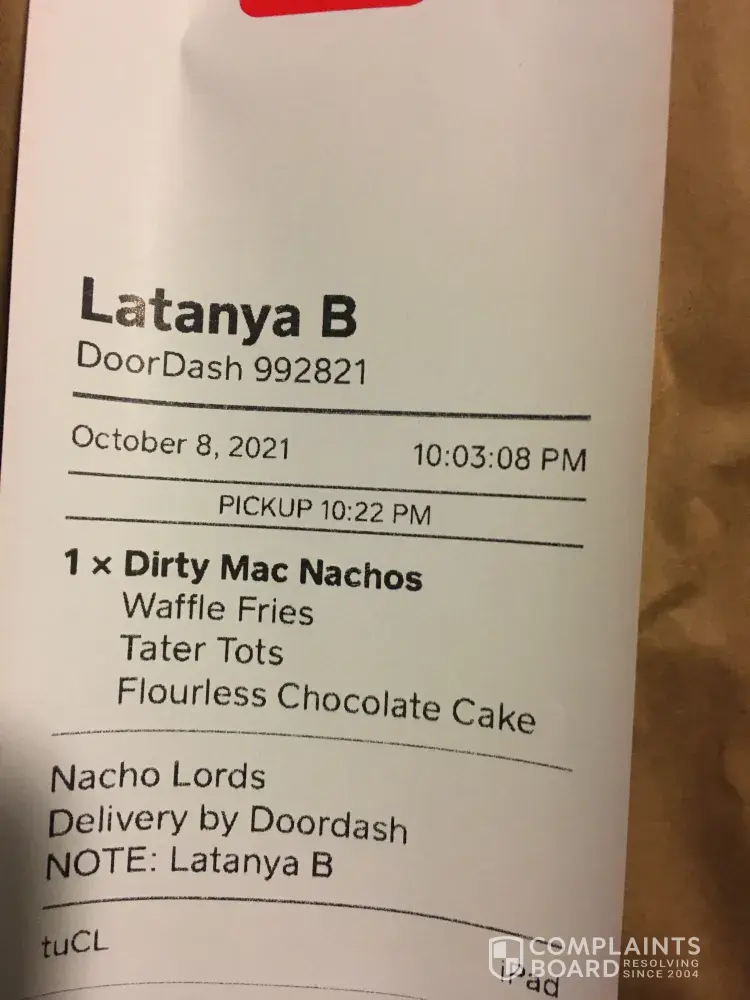 Latanya B
DoorDash 992821
October 8, 2021 10:03:08 PM
PICKUP 10:22 PM
1 × Dirty Mac Nachos
Waffle Fries
Tater Tots
Flourless Chocolate Cake
Nacho Lords
Delivery by Doordash
NOTE: Latanya B
tuCL
iPad
COMPLAINTS
BOARD RESOLVING
SINCE 2004